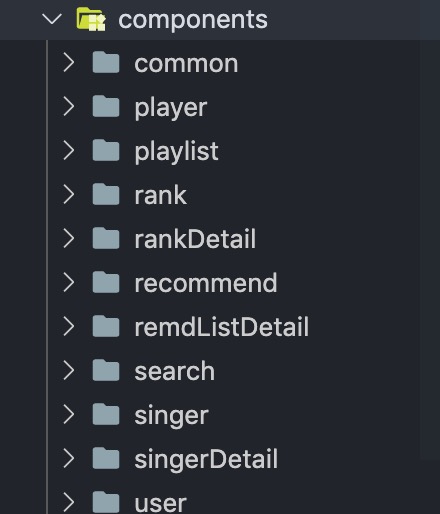 components
common
player
playlist
rank
rankDetail
recommend
remdListDetail
search
singer
singerDetail
user